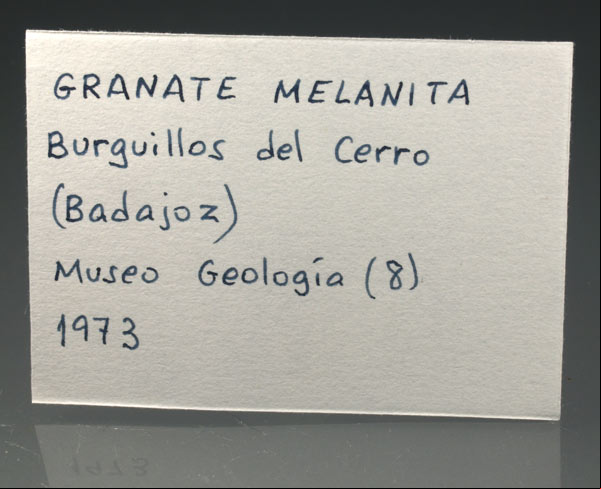 GRANATE MELANITA
Burguillos del Cerro
(Badajoz)
Museo Geología (8)
1973